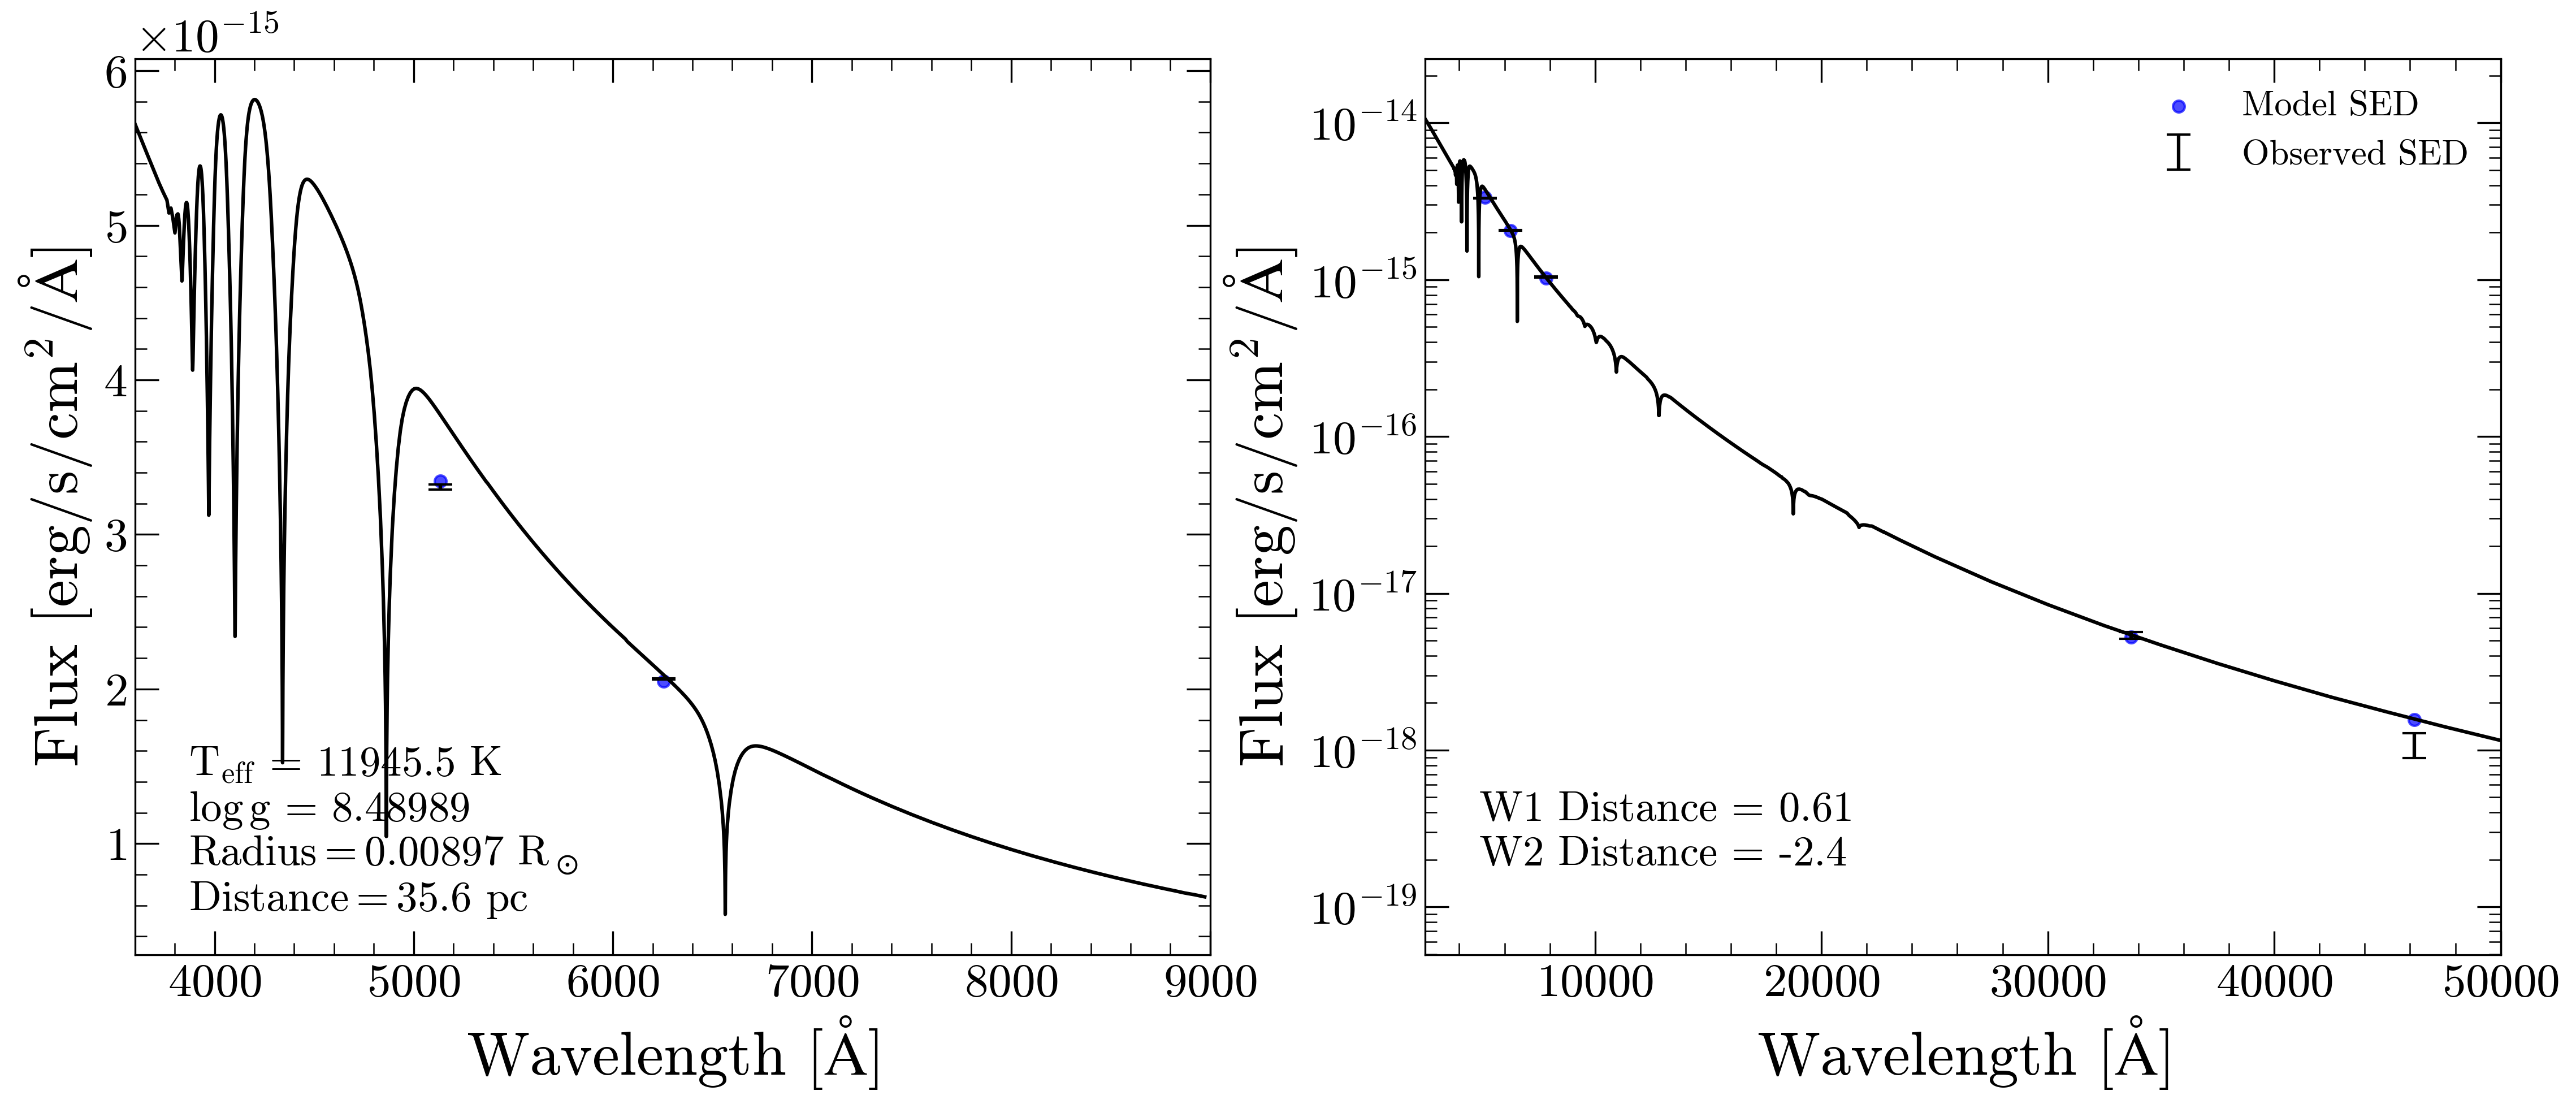 ×10⁻¹⁵
6
5
4
3
2
1
Flux [erg/s/cm²/Å]
T_eff = 11945.5 K
log g = 8.48989
Radius = 0.00897 R_⊙
Distance = 35.6 pc
4000 5000 6000 7000 8000 9000
Wavelength [Å]
Model SED
Observed SED
10⁻¹⁴
10⁻¹⁵
10⁻¹⁶
10⁻¹⁷
10⁻¹⁸
10⁻¹⁹
Flux [erg/s/cm²/Å]
W1 Distance = 0.61
W2 Distance = -2.4
10000 20000 30000 40000 50000
Wavelength [Å]